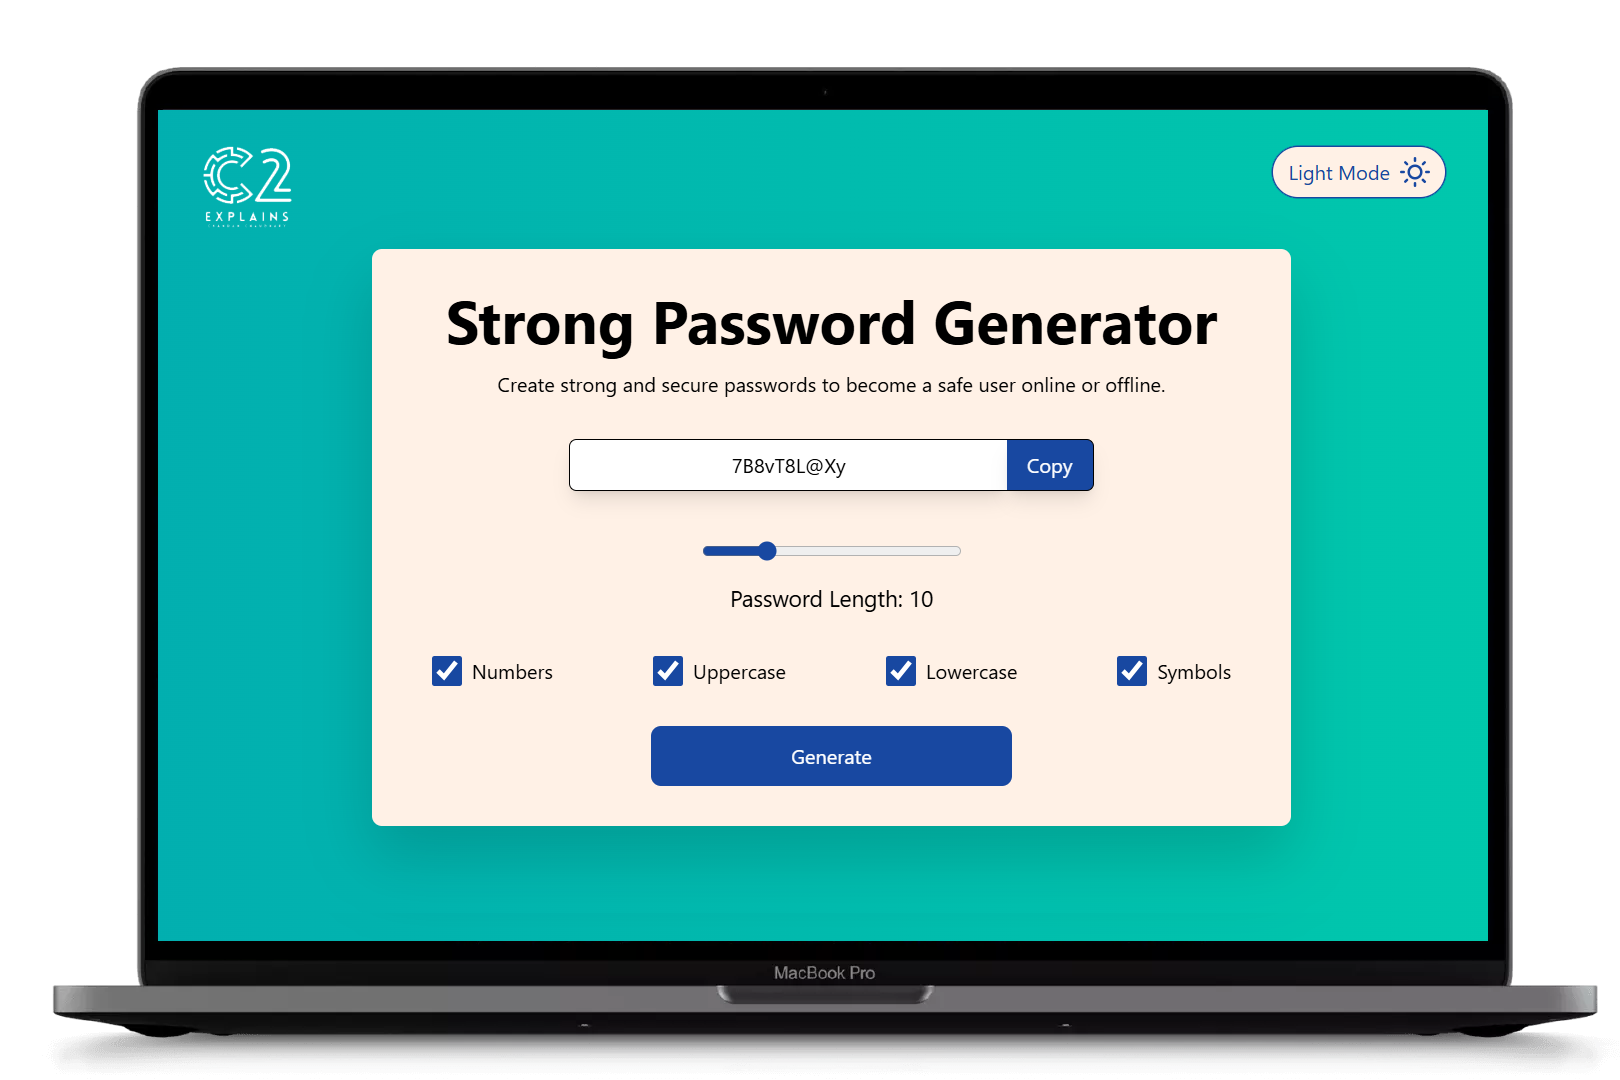 C2
EXPLAINS
Light Mode
Strong Password Generator
Create strong and secure passwords to become a safe user online or offline.
7B8vT8L@Xy
Copy
Password Length: 10
Numbers
Uppercase
Lowercase
Symbols
Generate
MacBook Pro